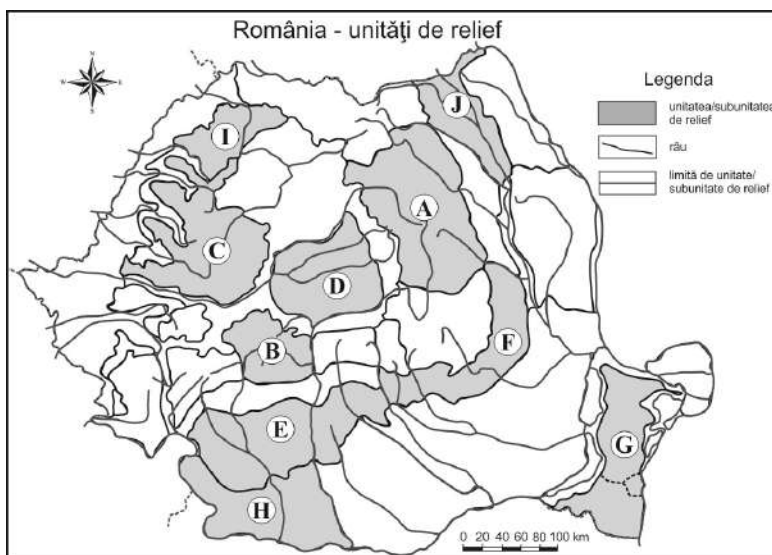 România - unităţi de relief
N
W
E
S
Legenda
unitatea/subunitatea
de relief
râu
limită de unitate/
subunitate de relief
J
I
A
C
D
F
B
E
G
H
0 20 40 60 80 100 km